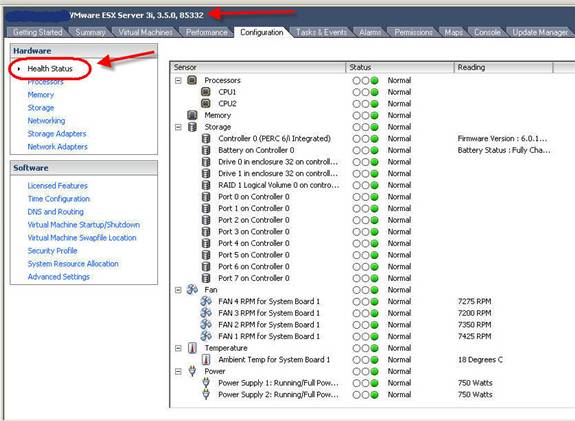 VMware ESX Server 3i, 3.5.0, 85332
Getting Started Summary Virtual Machines Performance Configuration Tasks & Events Alarms Permissions Maps Console Update Manager
Hardware
Health Status
Processors
Memory
Storage
Networking
Storage Adapters
Network Adapters
Software
Licensed Features
Time Configuration
DNS and Routing
Virtual Machine Startup/Shutdown
Virtual Machine Swapfile Location
Security Profile
System Resource Allocation
Advanced Settings
Sensor Status Reading
Processors Normal
CPU1 Normal
CPU2 Normal
Memory Normal
Storage Normal
Controller 0 (PERC 6/i Integrated) Normal Firmware Version : 6.0.1...
Battery on Controller 0 Normal Battery Status : Fully Cha...
Drive 0 in enclosure 32 on controll... Normal
Drive 1 in enclosure 32 on controll... Normal
RAID 1 Logical Volume 0 on contro... Normal
Port 0 on Controller 0 Normal
Port 1 on Controller 0 Normal
Port 2 on Controller 0 Normal
Port 3 on Controller 0 Normal
Port 4 on Controller 0 Normal
Port 5 on Controller 0 Normal
Port 6 on Controller 0 Normal
Port 7 on Controller 0 Normal
Fan Normal
FAN 4 RPM for System Board 1 Normal 7275 RPM
FAN 3 RPM for System Board 1 Normal 7200 RPM
FAN 2 RPM for System Board 1 Normal 7350 RPM
FAN 1 RPM for System Board 1 Normal 7425 RPM
Temperature Normal
Ambient Temp for System Board 1 Normal 18 Degrees C
Power Normal
Power Supply 1: Running/Full Pow... Normal 750 Watts
Power Supply 2: Running/Full Pow... Normal 750 Watts